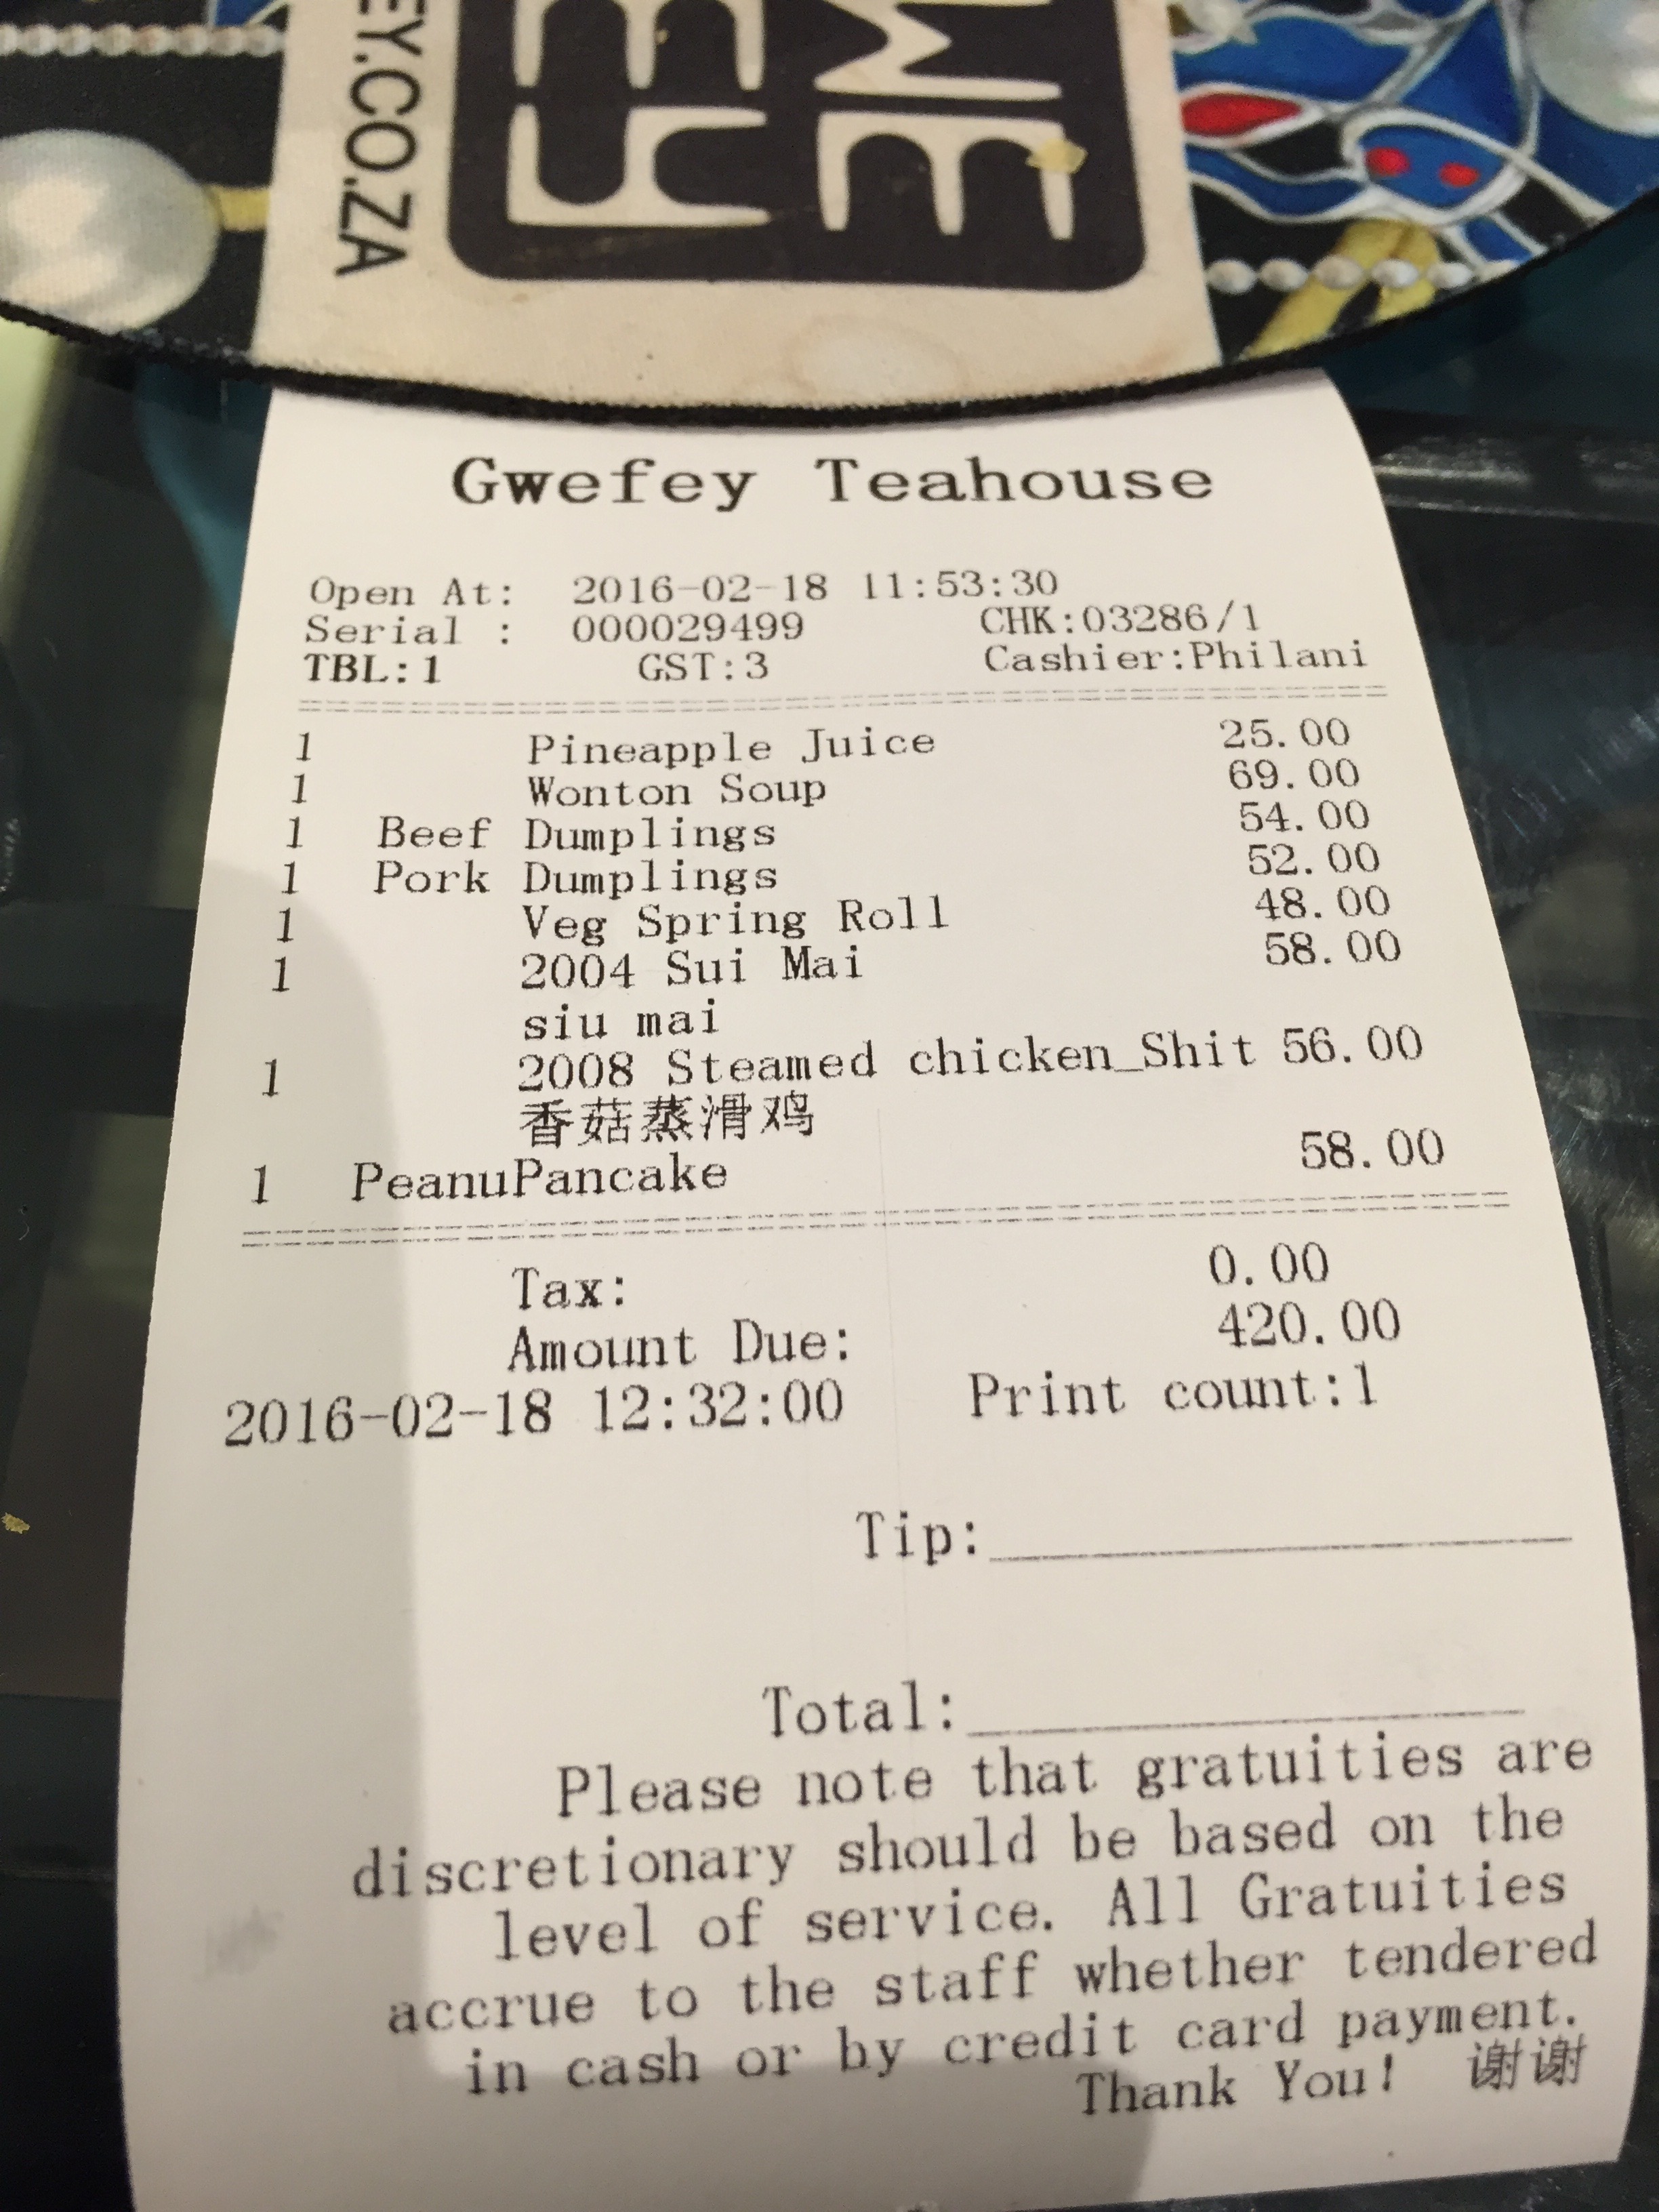 EY.CO.ZA
Gwefey Teahouse
Open At: 2016-02-18 11:53:30
Serial : 000029499 CHK:03286/1
TBL:1 GST:3 Cashier:Philani
1 Pineapple Juice 25.00
1 Wonton Soup 69.00
1 Beef Dumplings 54.00
1 Pork Dumplings 52.00
1 Veg Spring Roll 48.00
1 2004 Sui Mai 58.00
siu mai
1 2008 Steamed chicken_Shit 56.00
香菇蒸滑鸡
1 PeanuPancake 58.00
Tax: 0.00
Amount Due: 420.00
2016-02-18 12:32:00 Print count:1
Tip:
Total:
Please note that gratuities are
discretionary should be based on the
level of service. All Gratuities
accrue to the staff whether tendered
in cash or by credit card payment.
Thank You! 谢谢